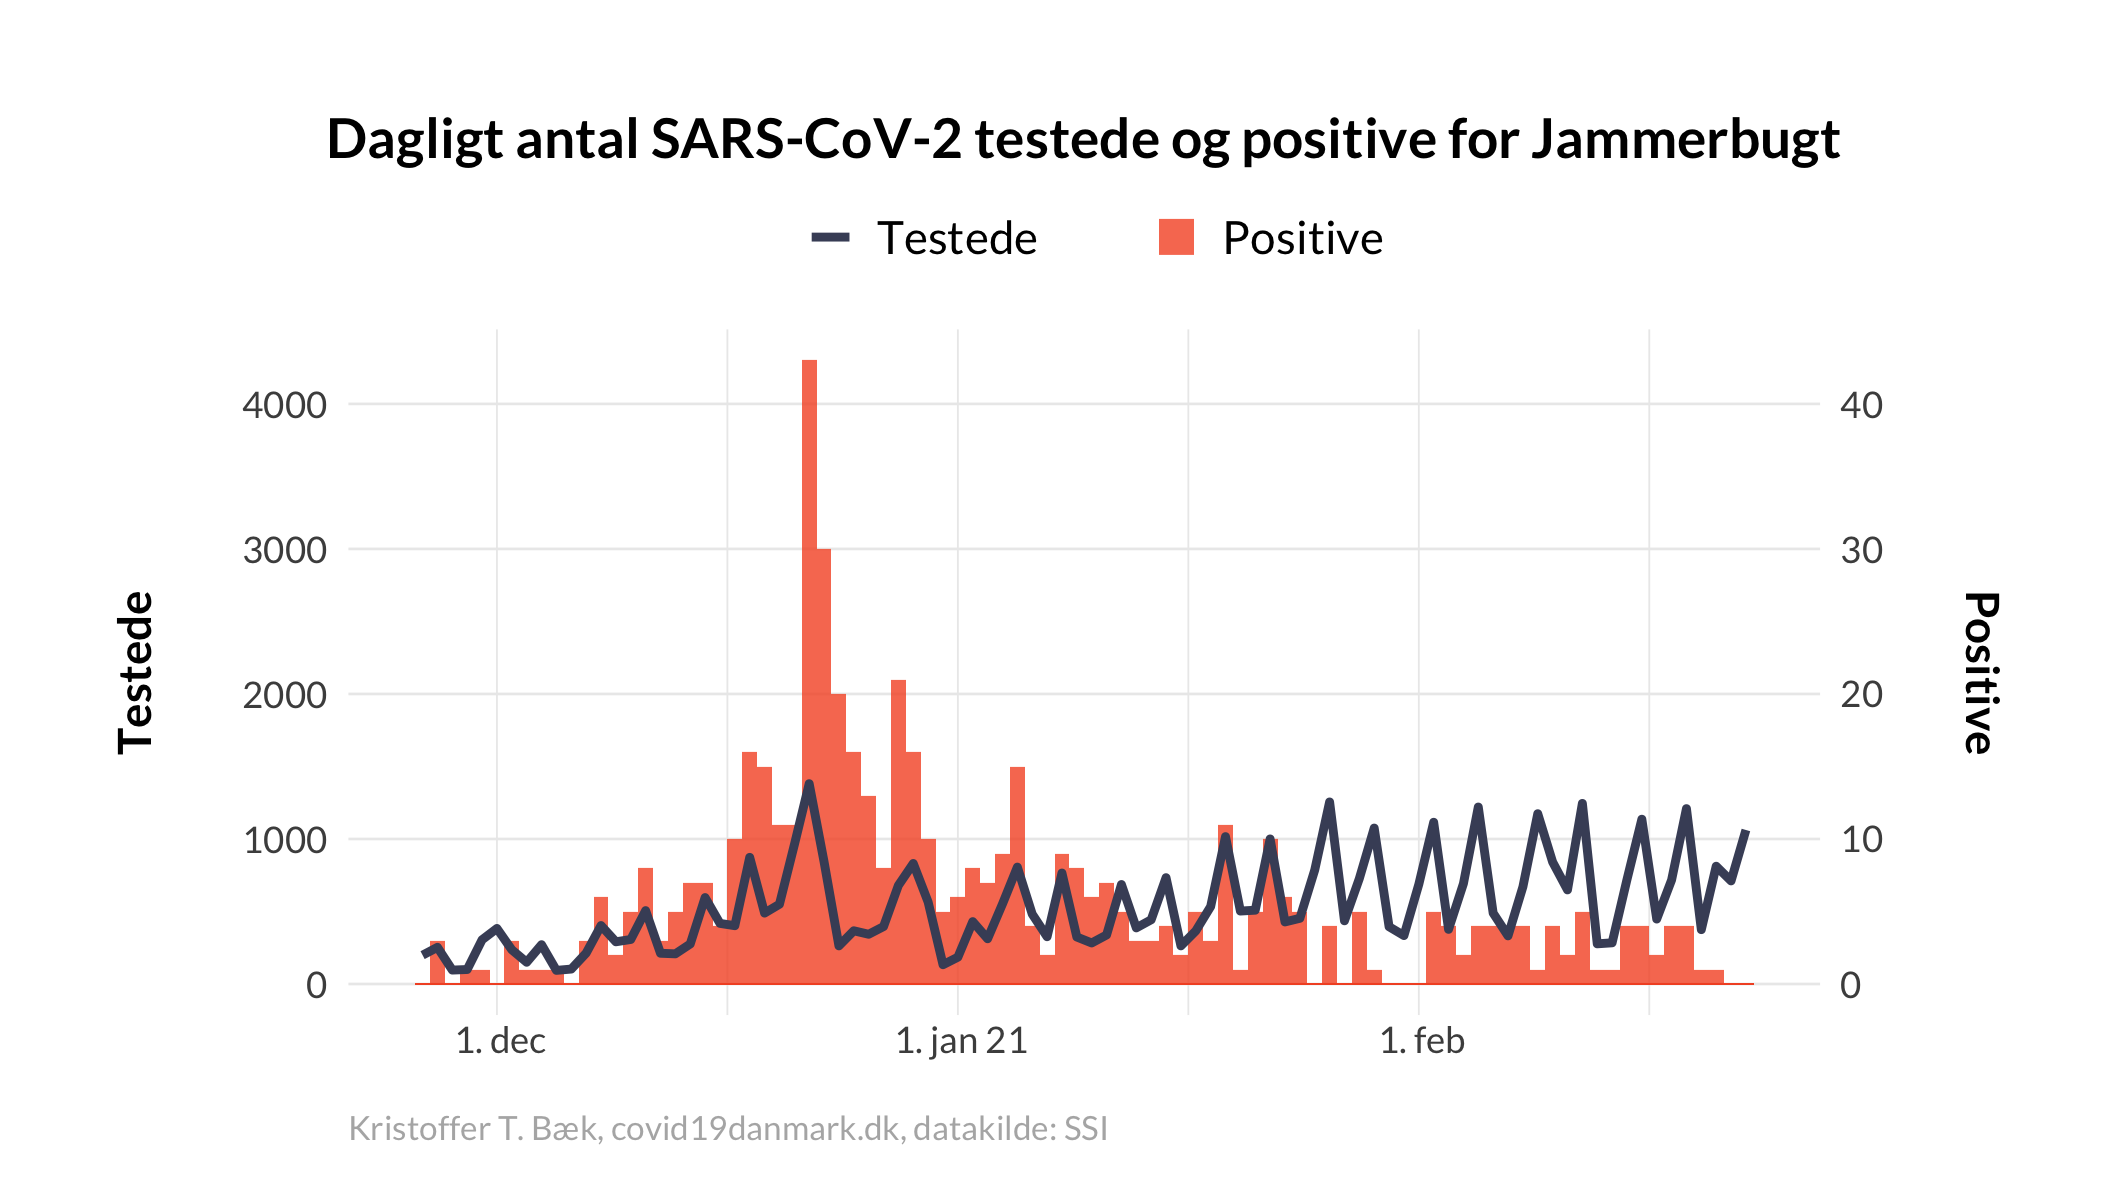 Dagligt antal SARS-CoV-2 testede og positive for Jammerbugt
Testede
Positive
4000
3000
2000
1000
0
40
30
20
10
0
Testede
Positive
1. dec
1. jan 21
1. feb
Kristoffer T. Bæk, covid19danmark.dk, datakilde: SSI